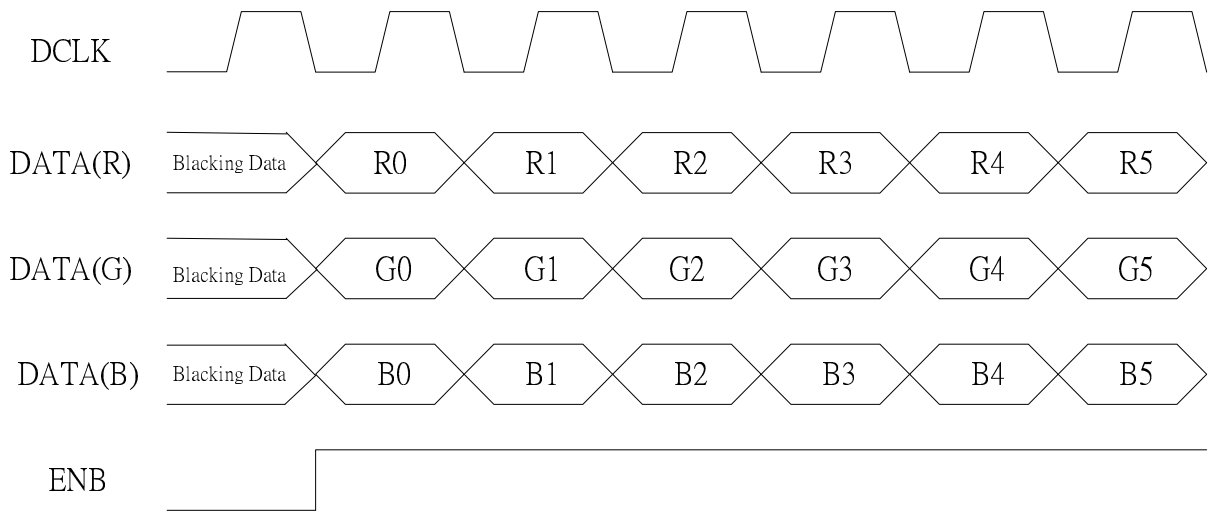 DCLK
DATA(R) Blacking Data R0 R1 R2 R3 R4 R5
DATA(G) Blacking Data G0 G1 G2 G3 G4 G5
DATA(B) Blacking Data B0 B1 B2 B3 B4 B5
ENB